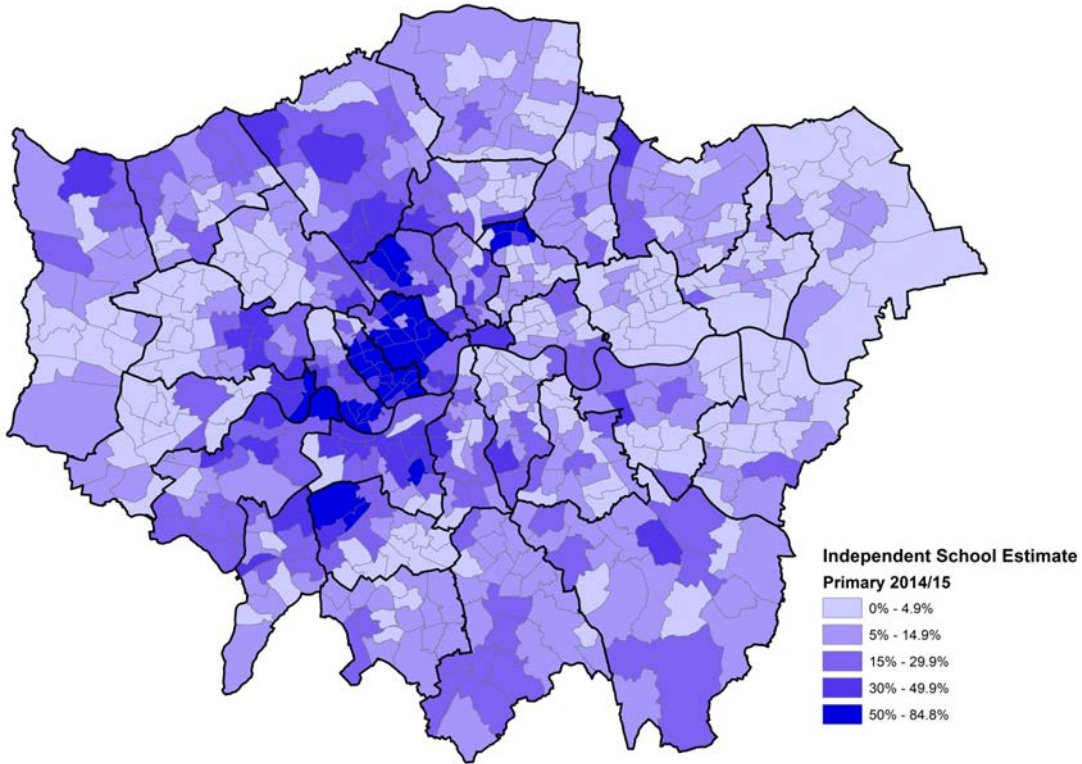 Independent School Estimate
Primary 2014/15
0% - 4.9%
5% - 14.9%
15% - 29.9%
30% - 49.9%
50% - 84.8%